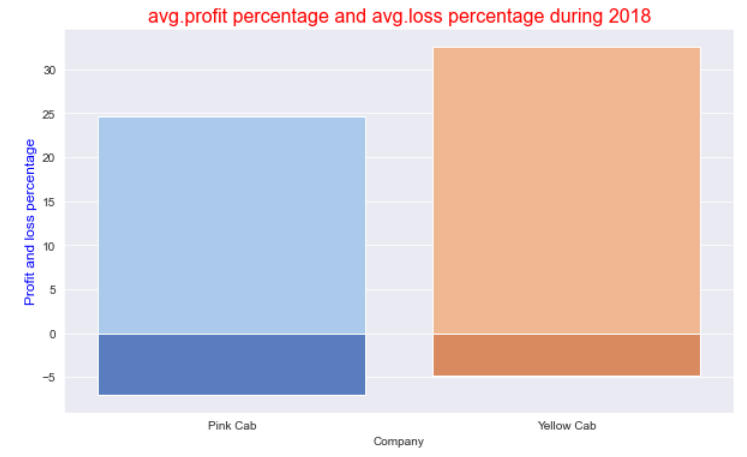 avg.profit percentage and avg.loss percentage during 2018
Profit and loss percentage
30
25
20
15
10
5
0
−5
Pink Cab
Yellow Cab
Company